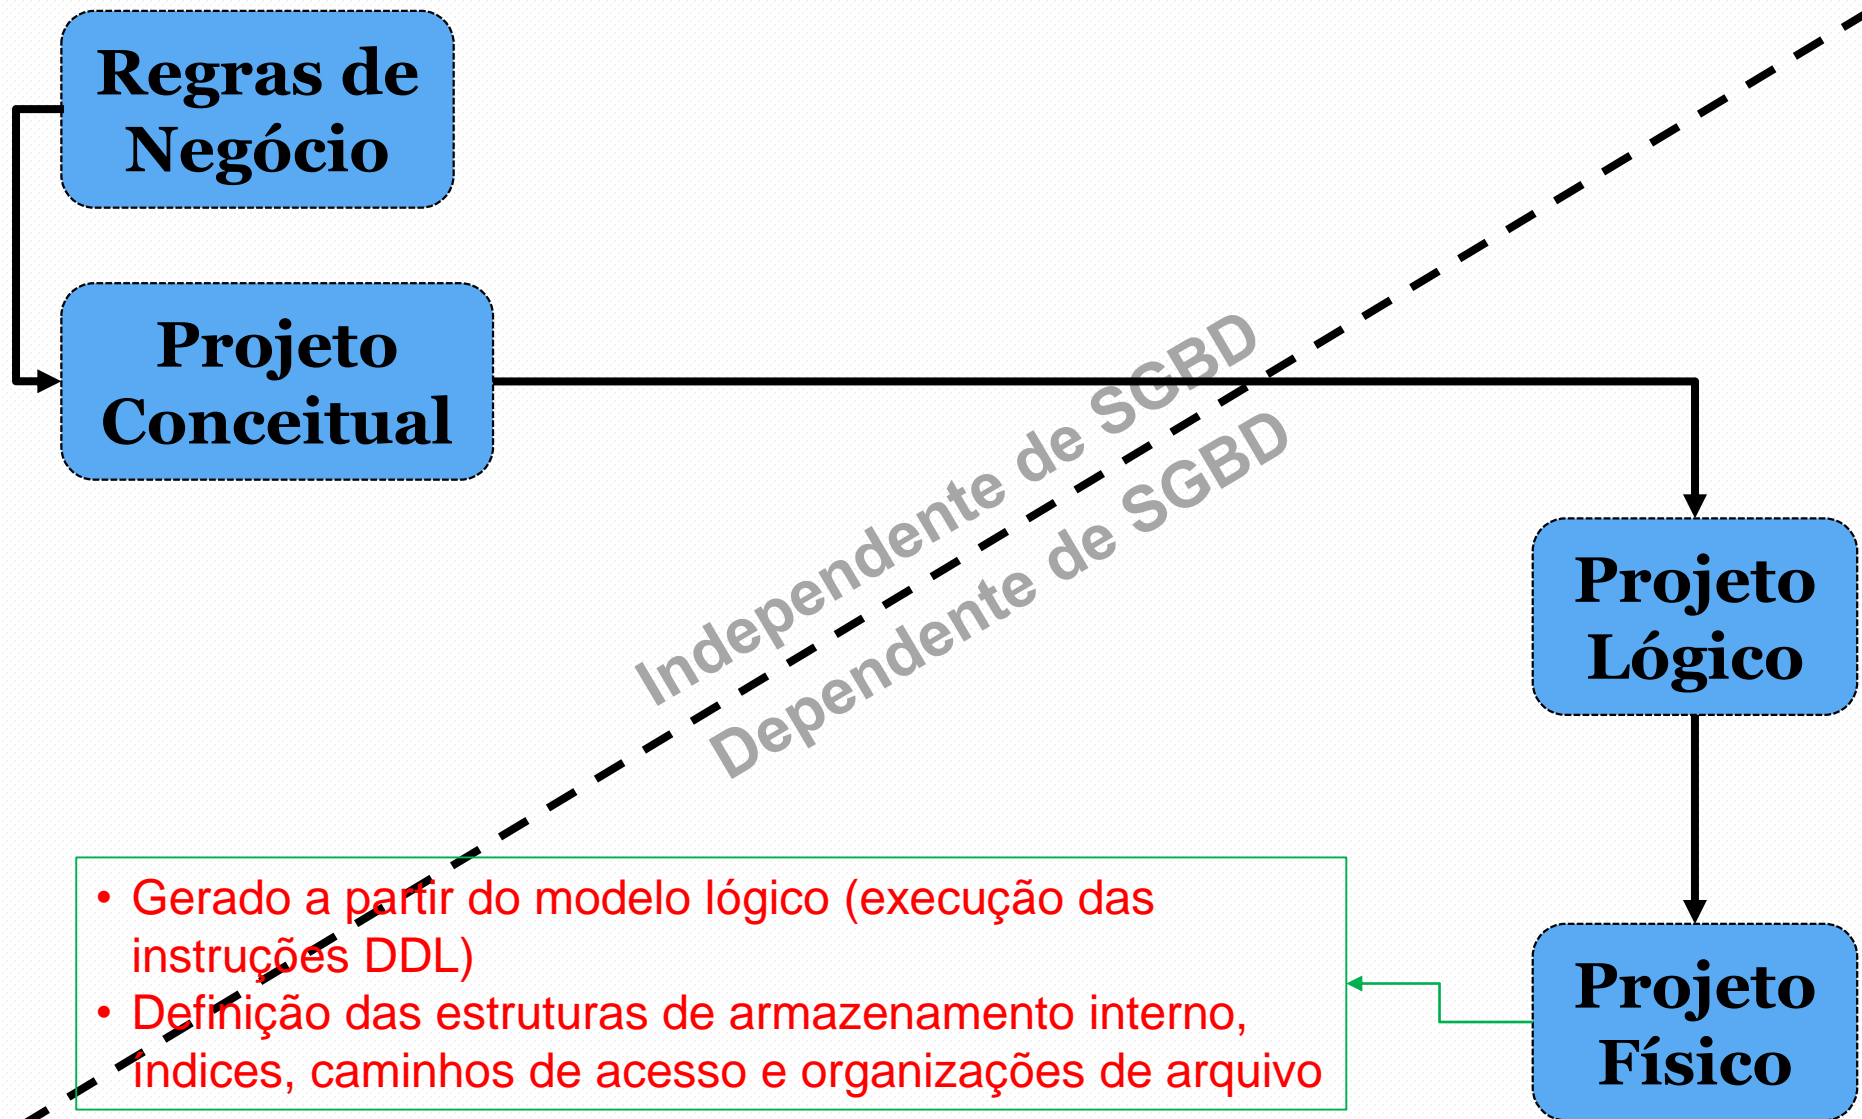 Regras de
Negócio
Projeto
Conceitual
Independente de SGBD
Dependente de SGBD
Projeto
Lógico
• Gerado a partir do modelo lógico (execução das
instruções DDL)
• Definição das estruturas de armazenamento interno,
índices, caminhos de acesso e organizações de arquivo
Projeto
Físico